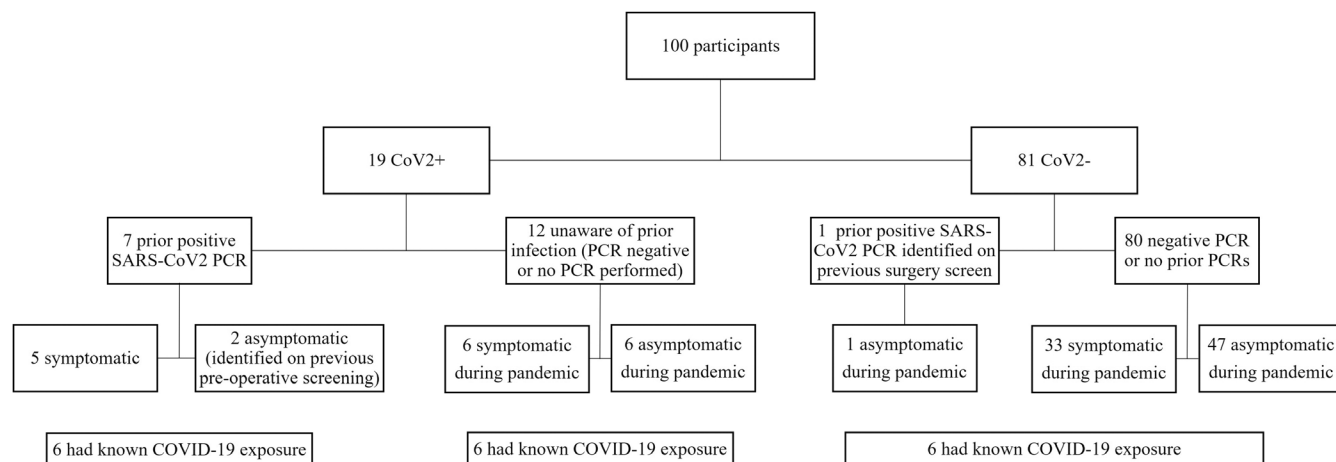 100 participants
19 CoV2+
81 CoV2-
7 prior positive
SARS-CoV2 PCR
12 unaware of prior
infection (PCR negative
or no PCR performed)
1 prior positive SARS-
CoV2 PCR identified on
previous surgery screen
80 negative PCR
or no prior PCRs
5 symptomatic
2 asymptomatic
(identified on previous
pre-operative screening)
6 symptomatic
during pandemic
6 asymptomatic
during pandemic
1 asymptomatic
during pandemic
33 symptomatic
during pandemic
47 asymptomatic
during pandemic
6 had known COVID-19 exposure
6 had known COVID-19 exposure
6 had known COVID-19 exposure